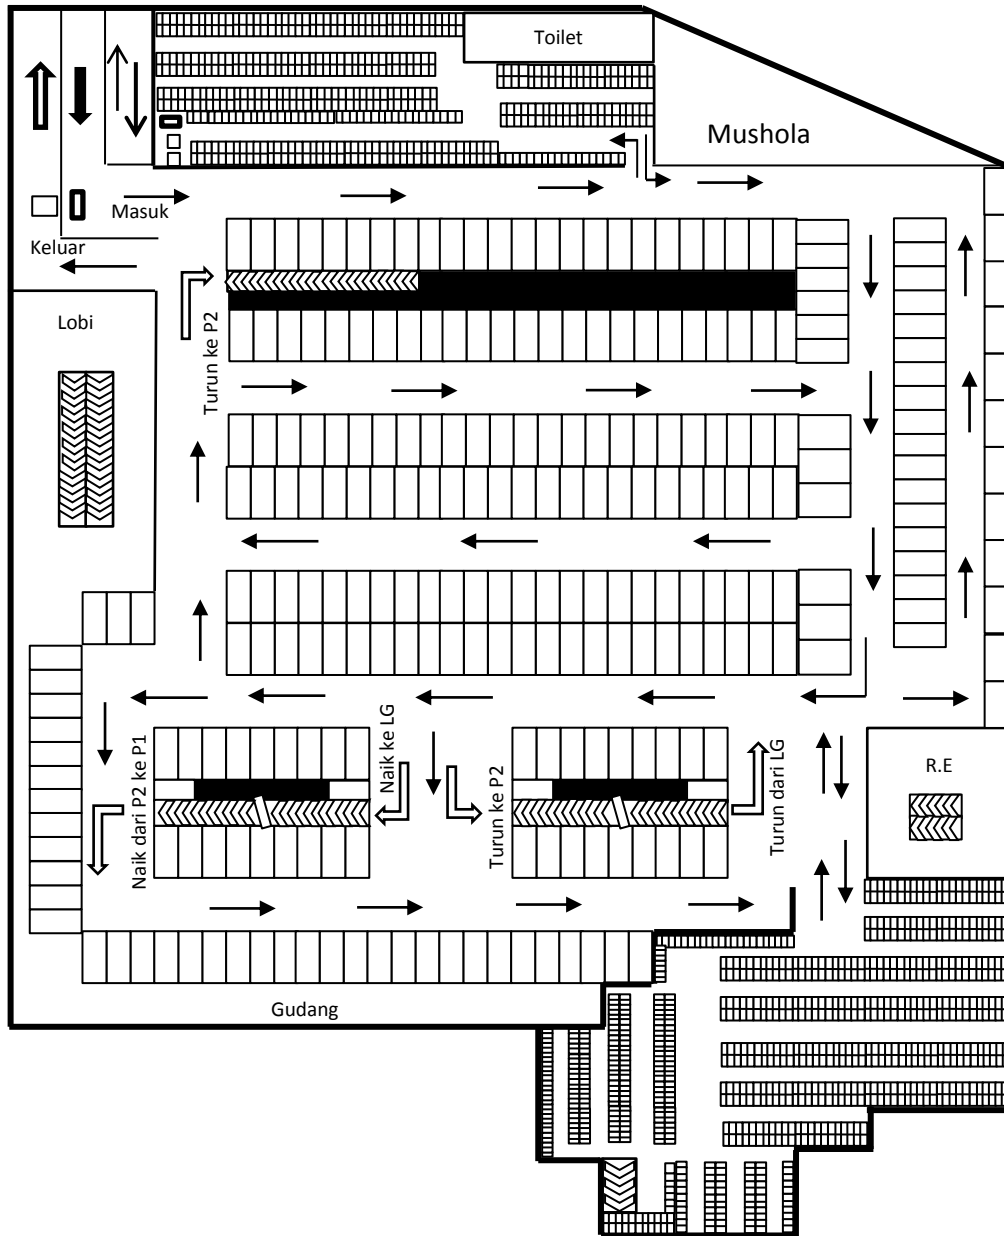 Toilet
Mushola
Masuk
Keluar
Lobi
Turun ke P2
Naik dari P2 ke P1
Naik ke LG
Turun ke P2
Turun dari LG
R.E
Gudang